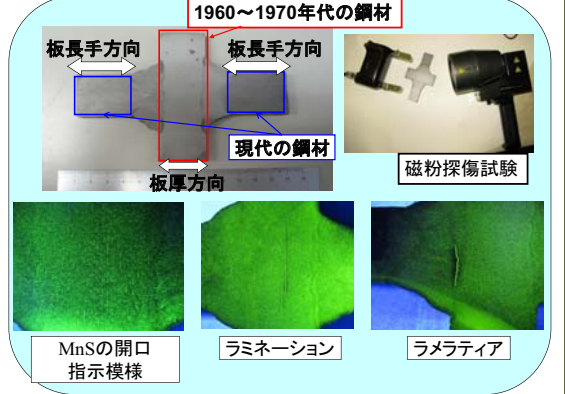 1960～1970年代の鋼材
板長手方向
板長手方向
現代の鋼材
板厚方向
磁粉探傷試験
MnSの開口
指示模様
ラミネーション
ラメラティア